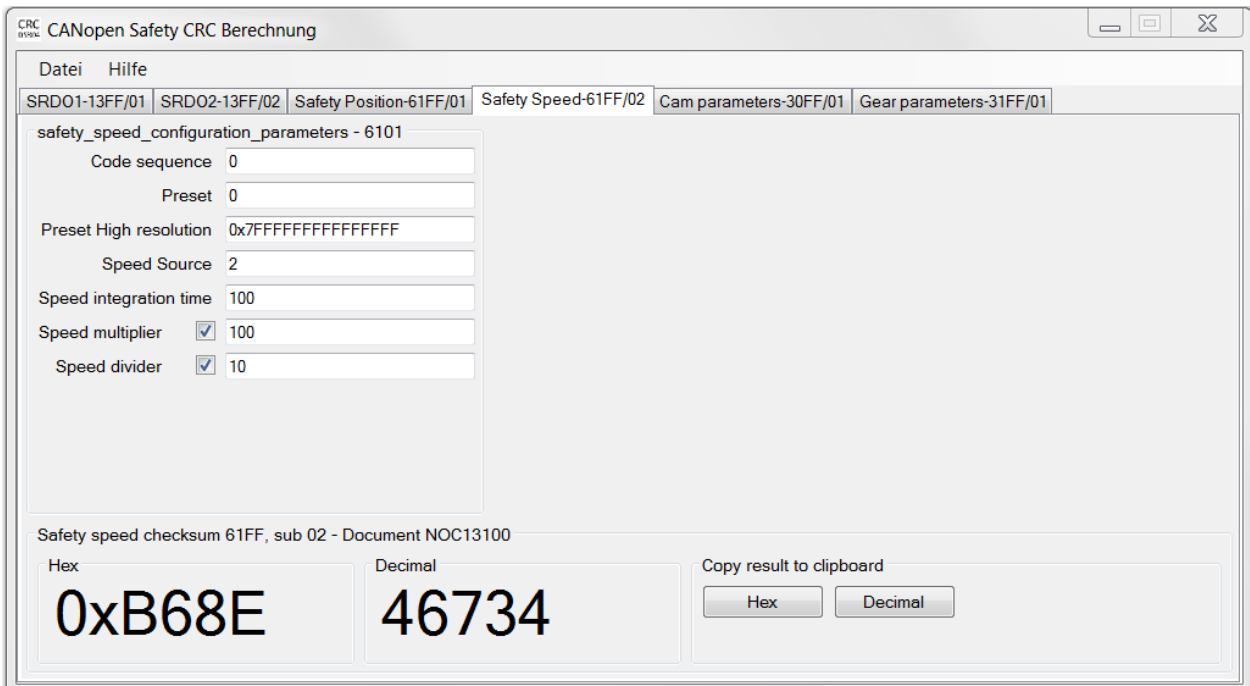 CRC CANopen Safety CRC Berechnung
Datei Hilfe
SRDO1-13FF/01 SRDO2-13FF/02 Safety Position-61FF/01 Safety Speed-61FF/02 Cam parameters-30FF/01 Gear parameters-31FF/01
safety_speed_configuration_parameters - 6101
Code sequence 0
Preset 0
Preset High resolution 0x7FFFFFFFFFFFFFFF
Speed Source 2
Speed integration time 100
Speed multiplier 100
Speed divider 10
Safety speed checksum 61FF, sub 02 - Document NOC13100
Hex Decimal Copy result to clipboard
0xB68E 46734 Hex Decimal